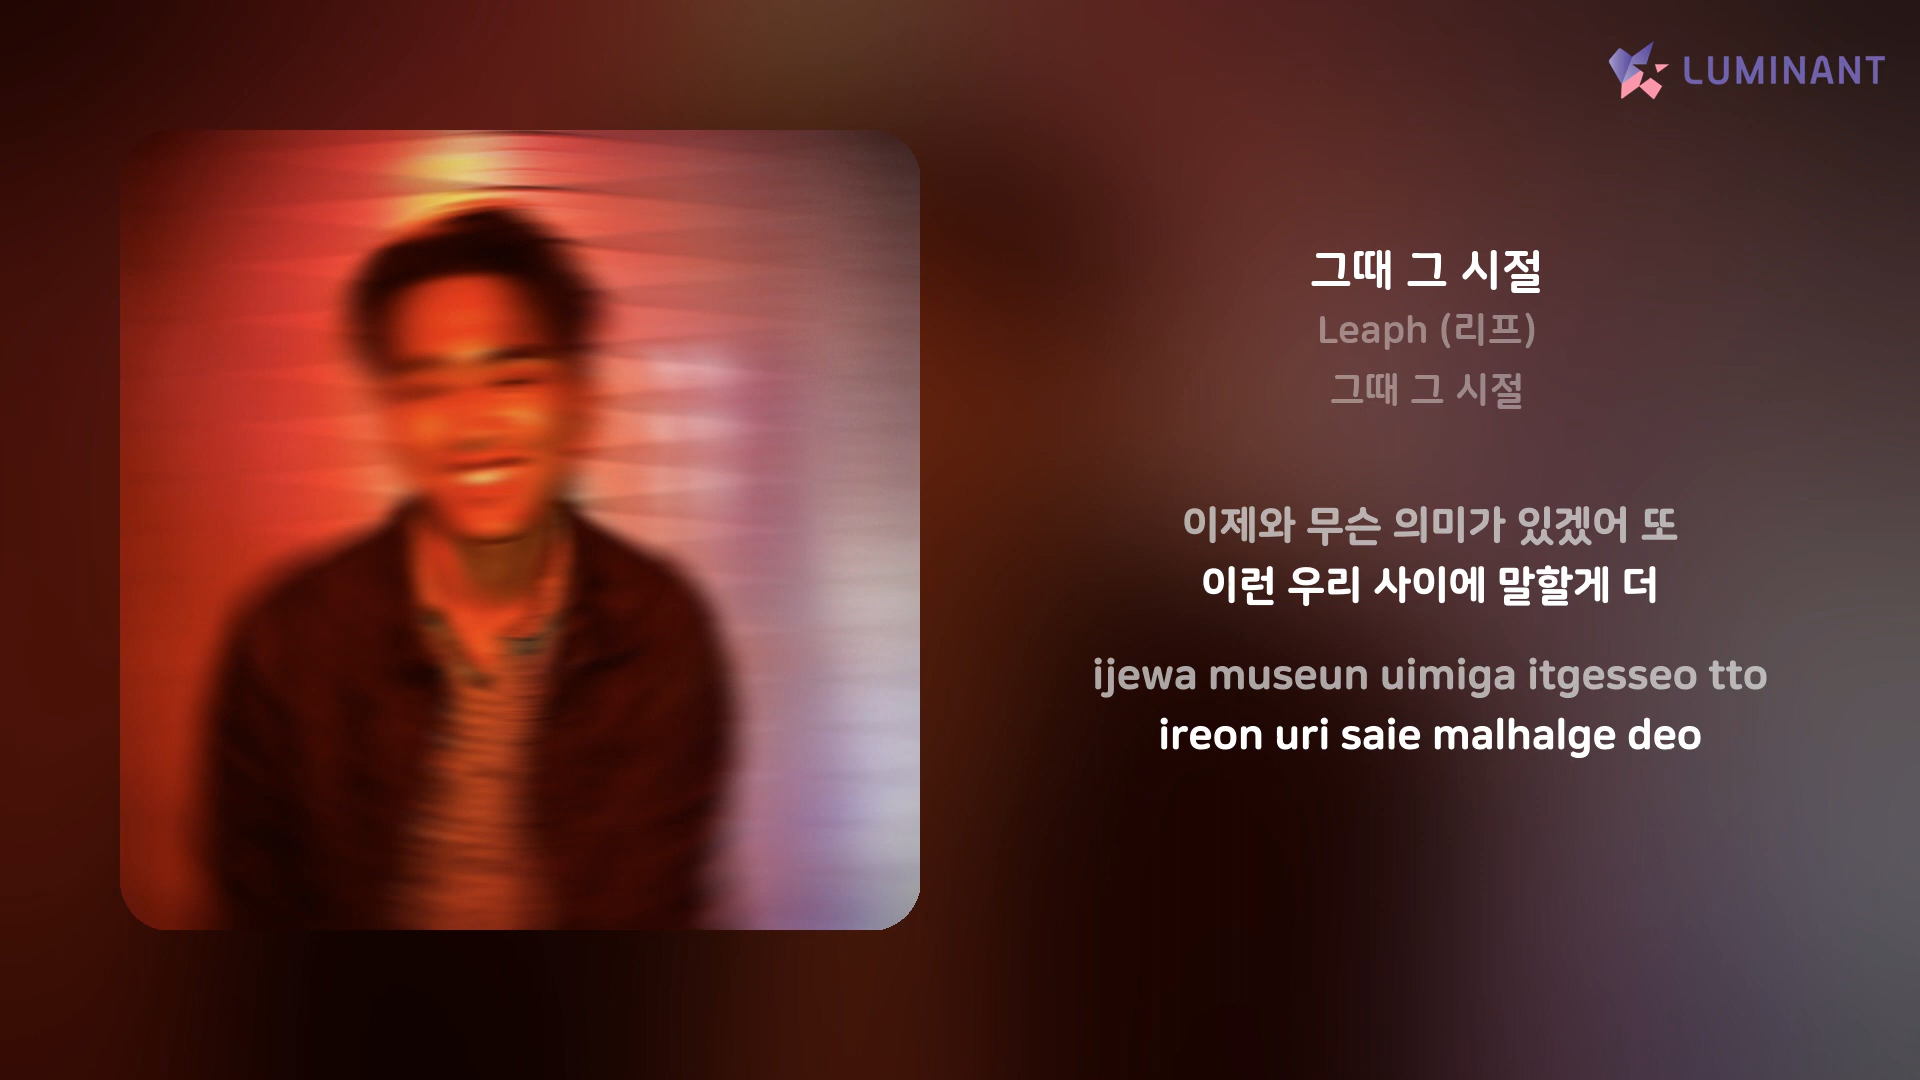 LUMINANT
그때 그 시절
Leaph (리프)
그때 그 시절
이제와 무슨 의미가 있겠어 또
이런 우리 사이에 말할게 더
ijewa museun uimiga itgesseo tto
ireon uri saie malhalge deo